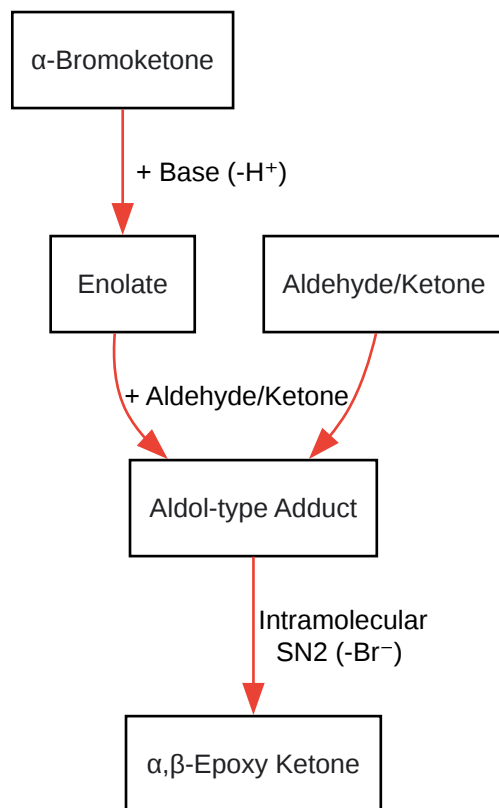 α-Bromoketone
+ Base (-H⁺)
Enolate
Aldehyde/Ketone
+ Aldehyde/Ketone
Aldol-type Adduct
Intramolecular
SN2 (-Br⁻)
α,β-Epoxy Ketone